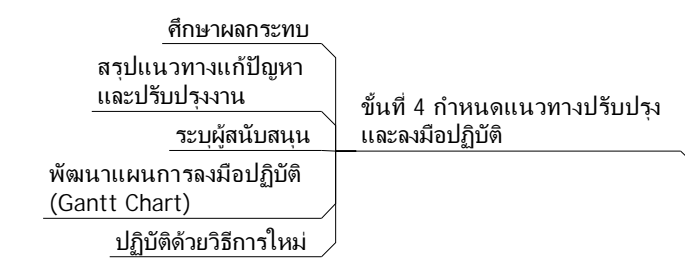 ศึกษาผลกระทบ
สรุปแนวทางแก้ปัญหา
และปรับปรุงงาน
ระบุผู้สนับสนุน
พัฒนาแผนการลงมือปฏิบัติ
(Gantt Chart)
ปฏิบัติด้วยวิธีการใหม่
ขั้นที่ 4 กำหนดแนวทางปรับปรุง
และลงมือปฏิบัติ